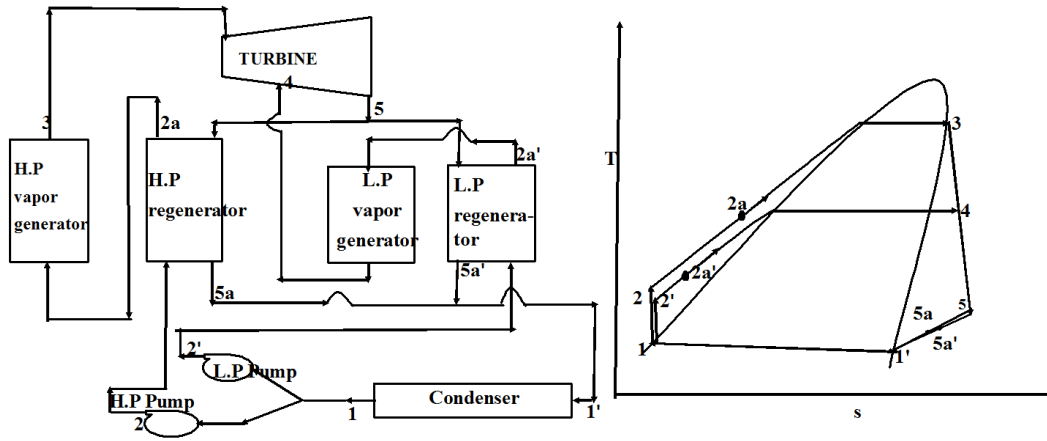 TURBINE
4
3
2a
5
2a'
H.P
vapor
generator
H.P
regenerator
L.P
vapor
generator
L.P
regenera-
tor
5a
5a'
2'
L.P Pump
H.P Pump
2
1
Condenser
1'
T
3
2a
4
2a'
2
2'
5
5a
5a'
1
1'
s